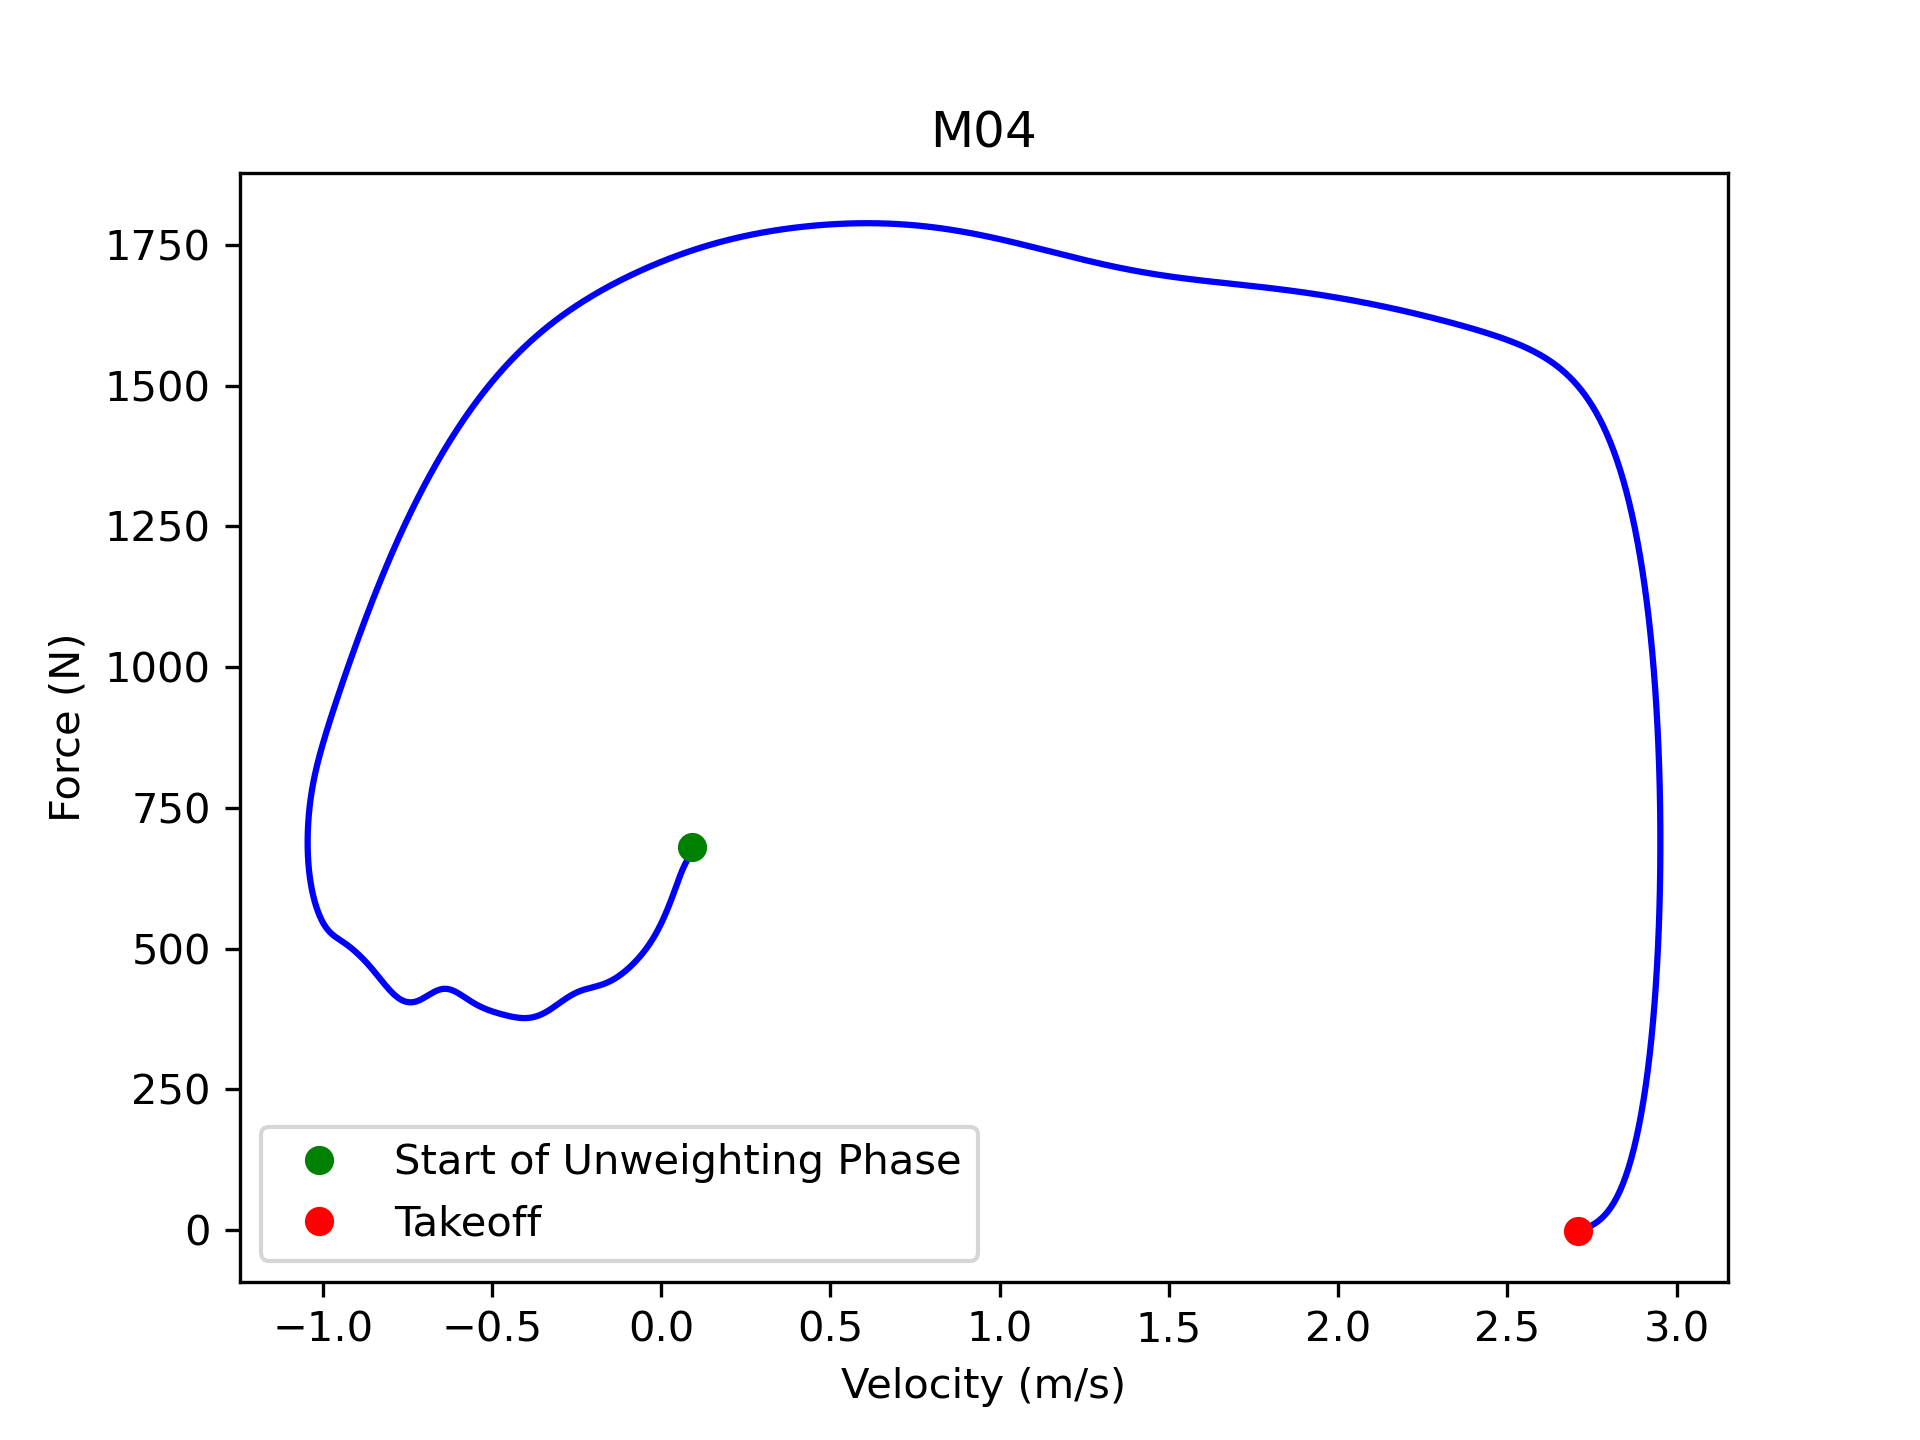 M04
1750
1500
1250
1000
750
500
250
0
Force (N)
Start of Unweighting Phase
Takeoff
−1.0 −0.5 0.0 0.5 1.0 1.5 2.0 2.5 3.0
Velocity (m/s)